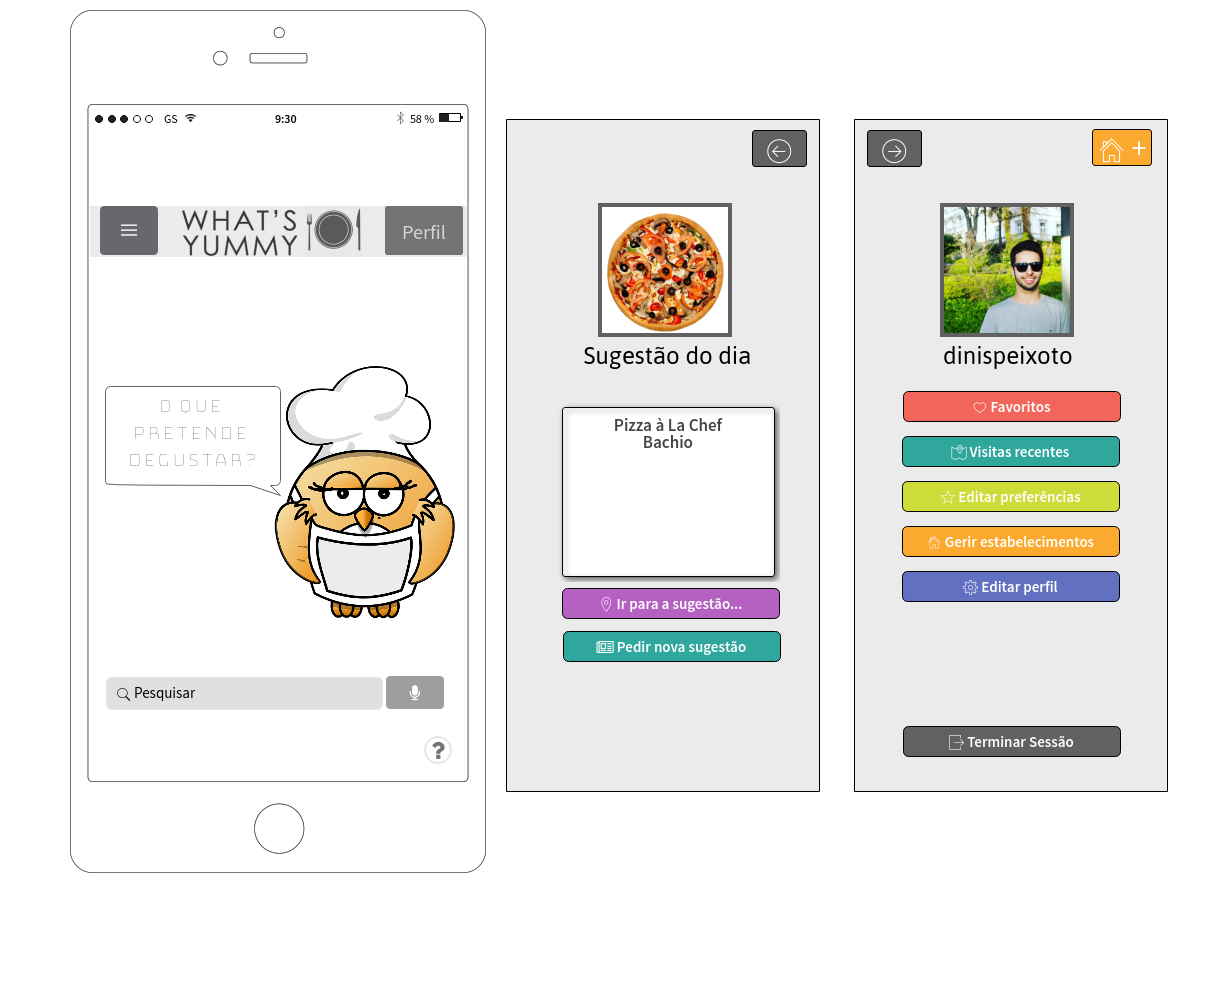 GS 9:30 58 %
WHAT'S
YUMMY
Perfil
O QUE
PRETENDE
DEGUSTAR?
Pesquisar
?
Sugestão do dia
Pizza à La Chef
Bachio
Ir para a sugestão...
Pedir nova sugestão
+
dinispeixoto
Favoritos
Visitas recentes
Editar preferências
Gerir estabelecimentos
Editar perfil
Terminar Sessão